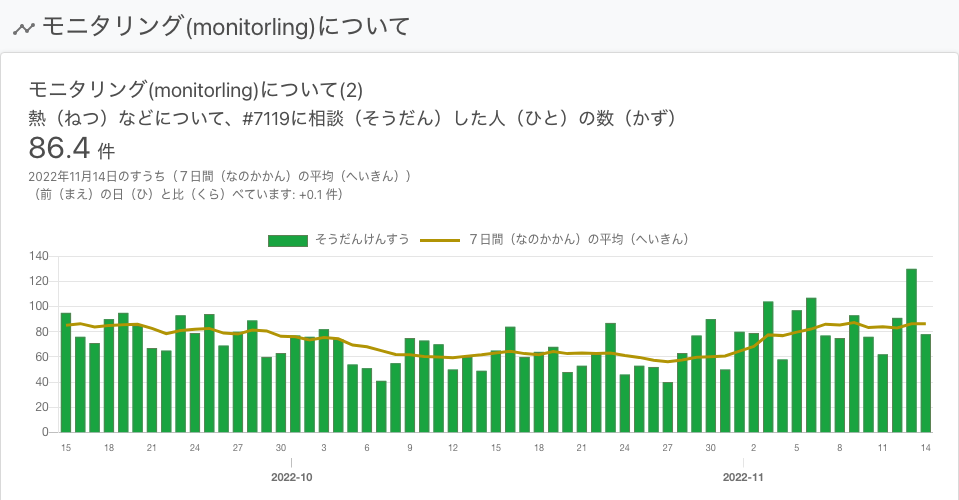 モニタリング(monitorling)について
モニタリング(monitorling)について(2)
熱（ねつ）などについて、#7119に相談（そうだん）した人（ひと）の数（かず）
86.4 件
2022年11月14日のすうち（７日間（なのかかん）の平均（へいきん））
（前（まえ）の日（ひ）と比（くら）べています: +0.1 件）
そうだんけんすう ７日間（なのかかん）の平均（へいきん）
140
120
100
80
60
40
20
0
15 18 21 24 27 30 3 6 9 12 15 18 21 24 27 30 2 5 8 11 14
2022-10 2022-11